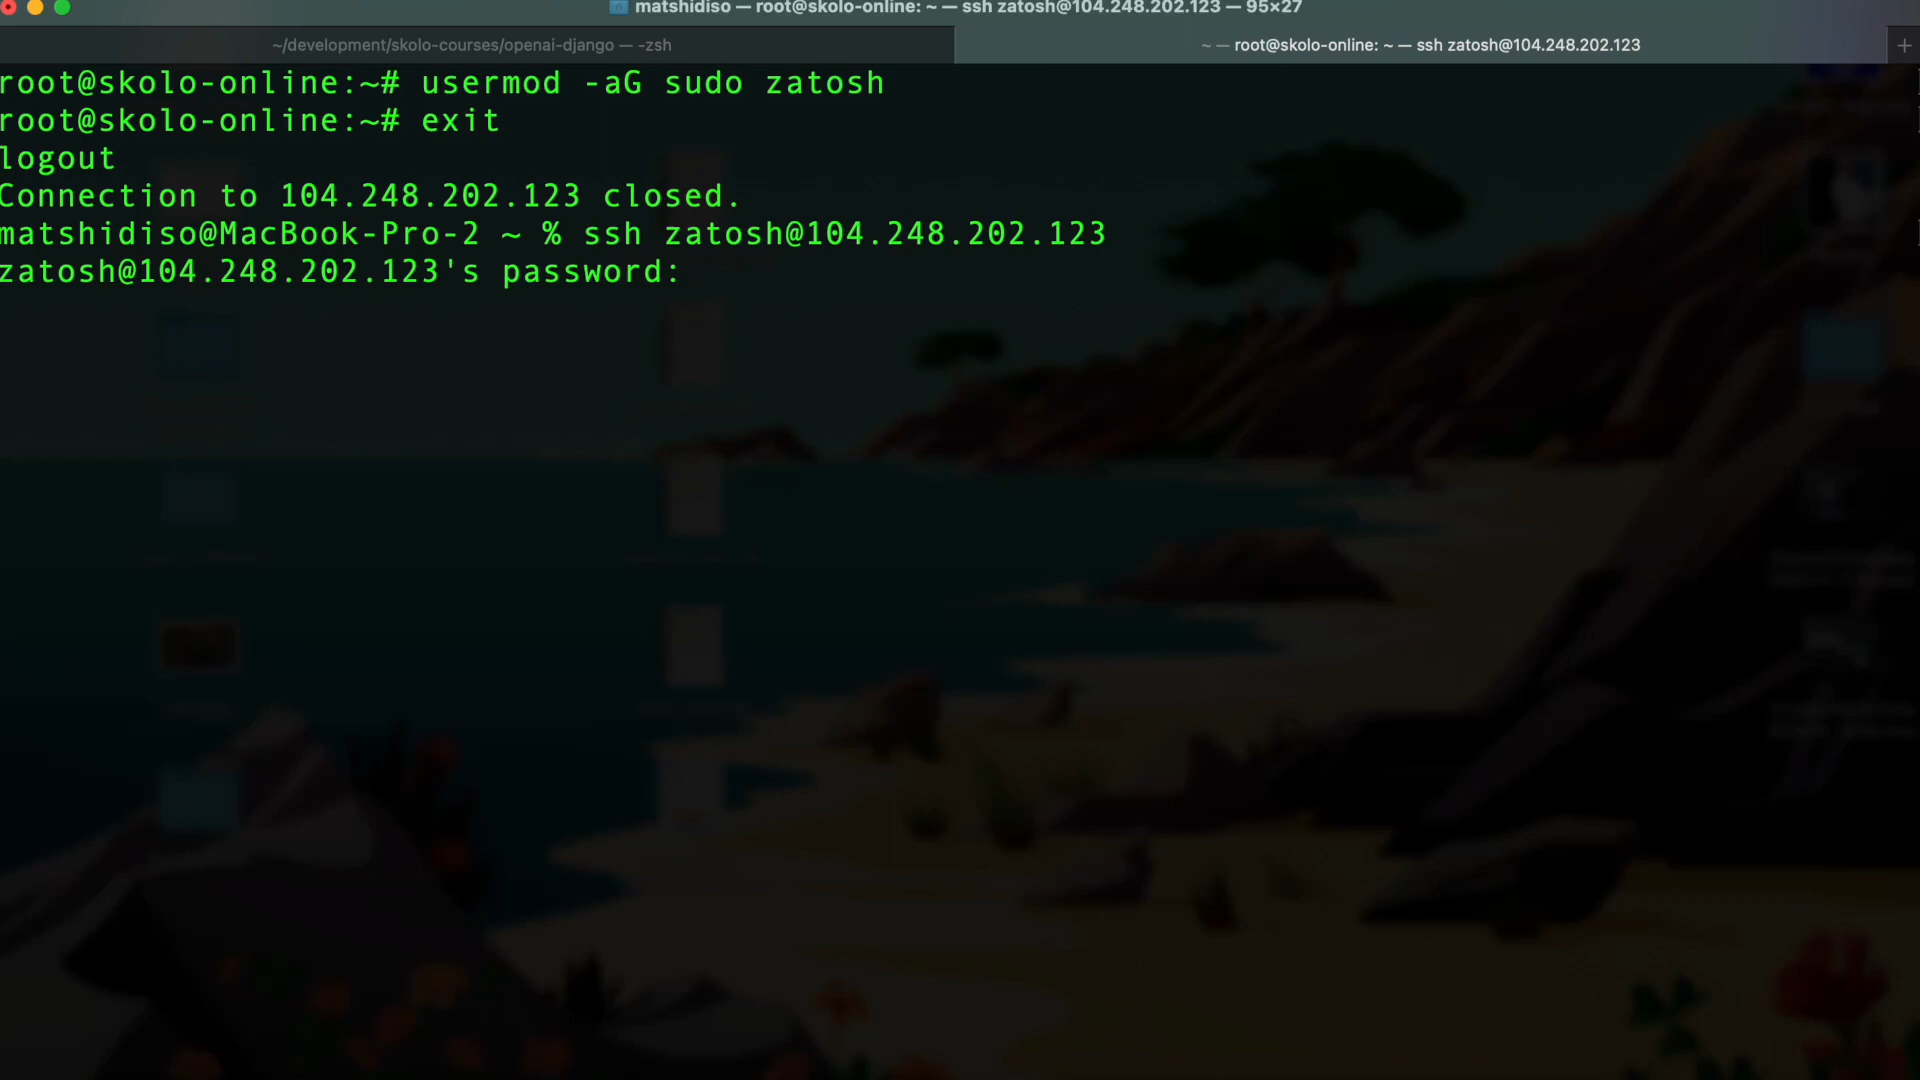 matshidiso — root@skolo-online: ~ — ssh zatosh@104.248.202.123 — 95×27
~/development/skolo-courses/openai-django — -zsh
~ — root@skolo-online: ~ — ssh zatosh@104.248.202.123
root@skolo-online:~# usermod -aG sudo zatosh
root@skolo-online:~# exit
logout
Connection to 104.248.202.123 closed.
matshidiso@MacBook-Pro-2 ~ % ssh zatosh@104.248.202.123
zatosh@104.248.202.123's password: